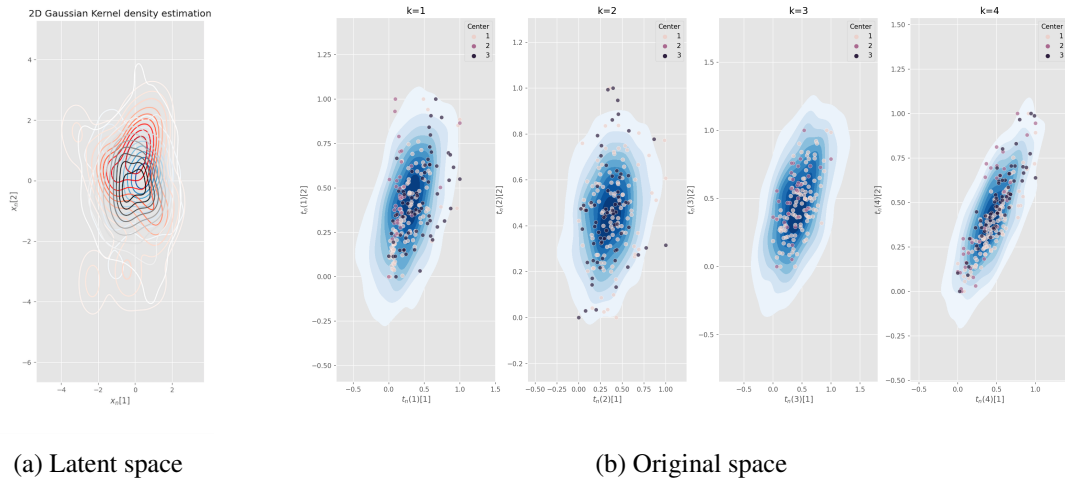 2D Gaussian Kernel density estimation
4
2
0
−2
−4
−6
x_n[2]
−4 −2 0 2
x_n[1]
k=1
Center
1
2
3
1.25
1.00
0.75
0.50
0.25
0.00
−0.25
−0.50
t_n(1)[2]
−0.5 0.0 0.5 1.0 1.5
t_n(1)[1]
k=2
Center
1
2
3
1.2
1.0
0.8
0.6
0.4
0.2
0.0
−0.2
t_n(2)[2]
−0.50 −0.25 0.00 0.25 0.50 0.75 1.00
t_n(2)[1]
k=3
Center
1
2
3
1.5
1.0
0.5
0.0
−0.5
t_n(3)[2]
−0.5 0.0 0.5 1.0 1.5
t_n(3)[1]
k=4
Center
1
2
3
1.50
1.25
1.00
0.75
0.50
0.25
0.00
−0.25
−0.50
t_n(4)[2]
−0.5 0.0 0.5 1.0 1.5
t_n(4)[1]
(a) Latent space
(b) Original space